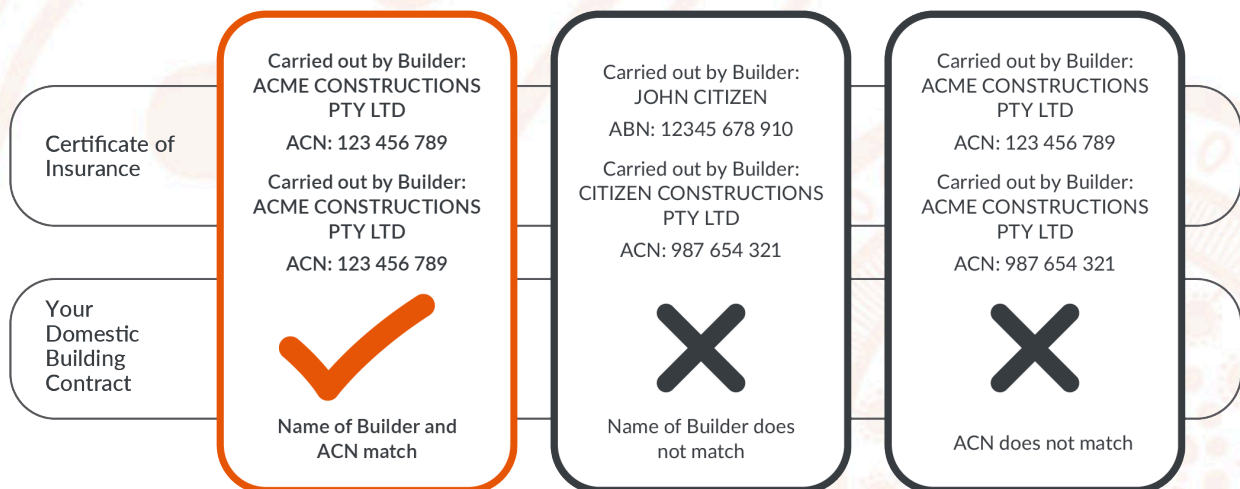 Certificate of
Insurance
Your
Domestic
Building
Contract
Carried out by Builder:
ACME CONSTRUCTIONS
PTY LTD
ACN: 123 456 789
Carried out by Builder:
ACME CONSTRUCTIONS
PTY LTD
ACN: 123 456 789
Name of Builder and
ACN match
Carried out by Builder:
JOHN CITIZEN
ABN: 12345 678 910
Carried out by Builder:
CITIZEN CONSTRUCTIONS
PTY LTD
ACN: 987 654 321
Name of Builder does
not match
Carried out by Builder:
ACME CONSTRUCTIONS
PTY LTD
ACN: 123 456 789
Carried out by Builder:
ACME CONSTRUCTIONS
PTY LTD
ACN: 987 654 321
ACN does not match